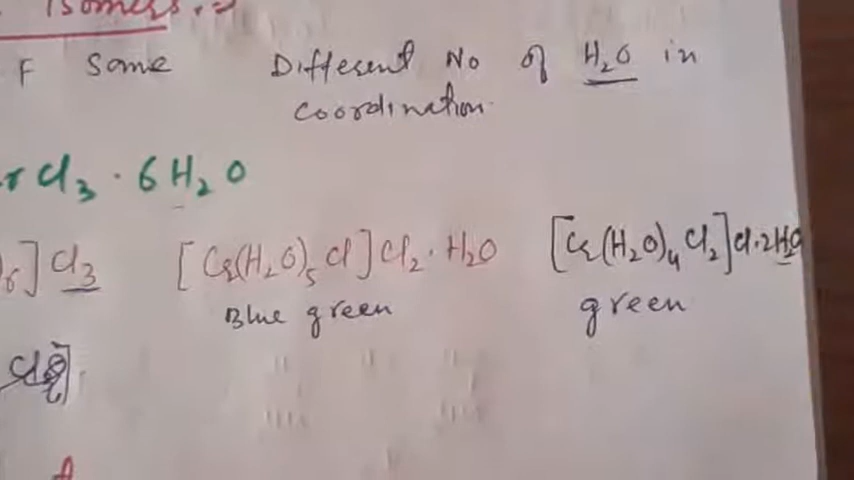 Isomers :-
F Same Different No of H₂O in
Coordination.
rCl₃ · 6H₂O
₆]Cl₃ [Cr(H₂O)₅Cl]Cl₂·H₂O [Cr(H₂O)₄Cl₂]Cl·2H₂O
Blue green green